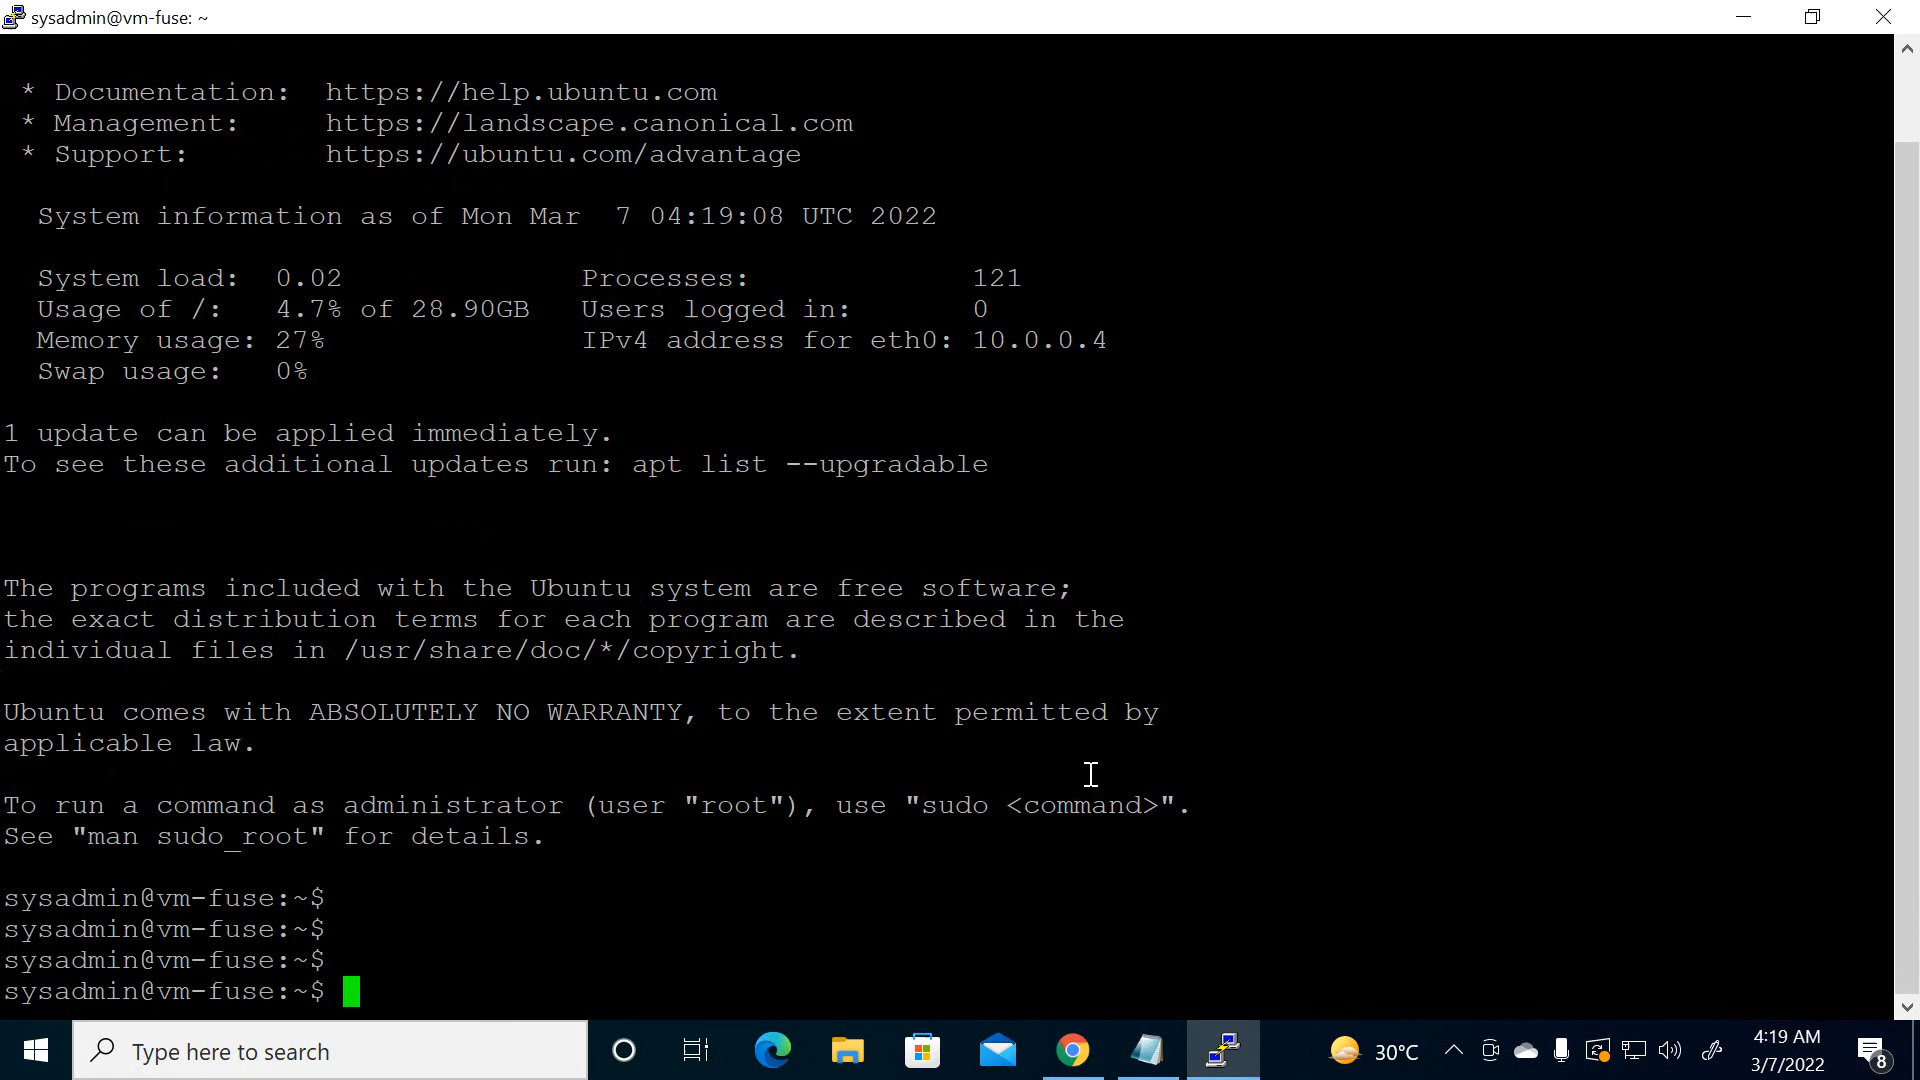 sysadmin@vm-fuse: ~
* Documentation: https://help.ubuntu.com
* Management: https://landscape.canonical.com
* Support: https://ubuntu.com/advantage
System information as of Mon Mar 7 04:19:08 UTC 2022
System load: 0.02 Processes: 121
Usage of /: 4.7% of 28.90GB Users logged in: 0
Memory usage: 27% IPv4 address for eth0: 10.0.0.4
Swap usage: 0%
1 update can be applied immediately.
To see these additional updates run: apt list --upgradable
The programs included with the Ubuntu system are free software;
the exact distribution terms for each program are described in the
individual files in /usr/share/doc/*/copyright.
Ubuntu comes with ABSOLUTELY NO WARRANTY, to the extent permitted by
applicable law.
To run a command as administrator (user "root"), use "sudo <command>".
See "man sudo_root" for details.
sysadmin@vm-fuse:~$
sysadmin@vm-fuse:~$
sysadmin@vm-fuse:~$
sysadmin@vm-fuse:~$
Type here to search
30°C
4:19 AM
3/7/2022
8